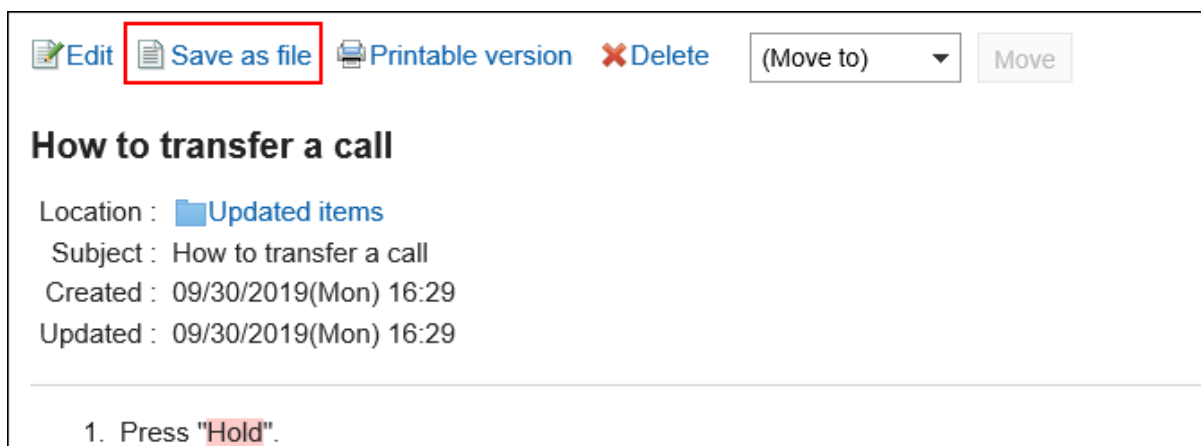 Edit Save as file Printable version Delete (Move to) Move
How to transfer a call
Location : Updated items
Subject : How to transfer a call
Created : 09/30/2019(Mon) 16:29
Updated : 09/30/2019(Mon) 16:29
1. Press "Hold".